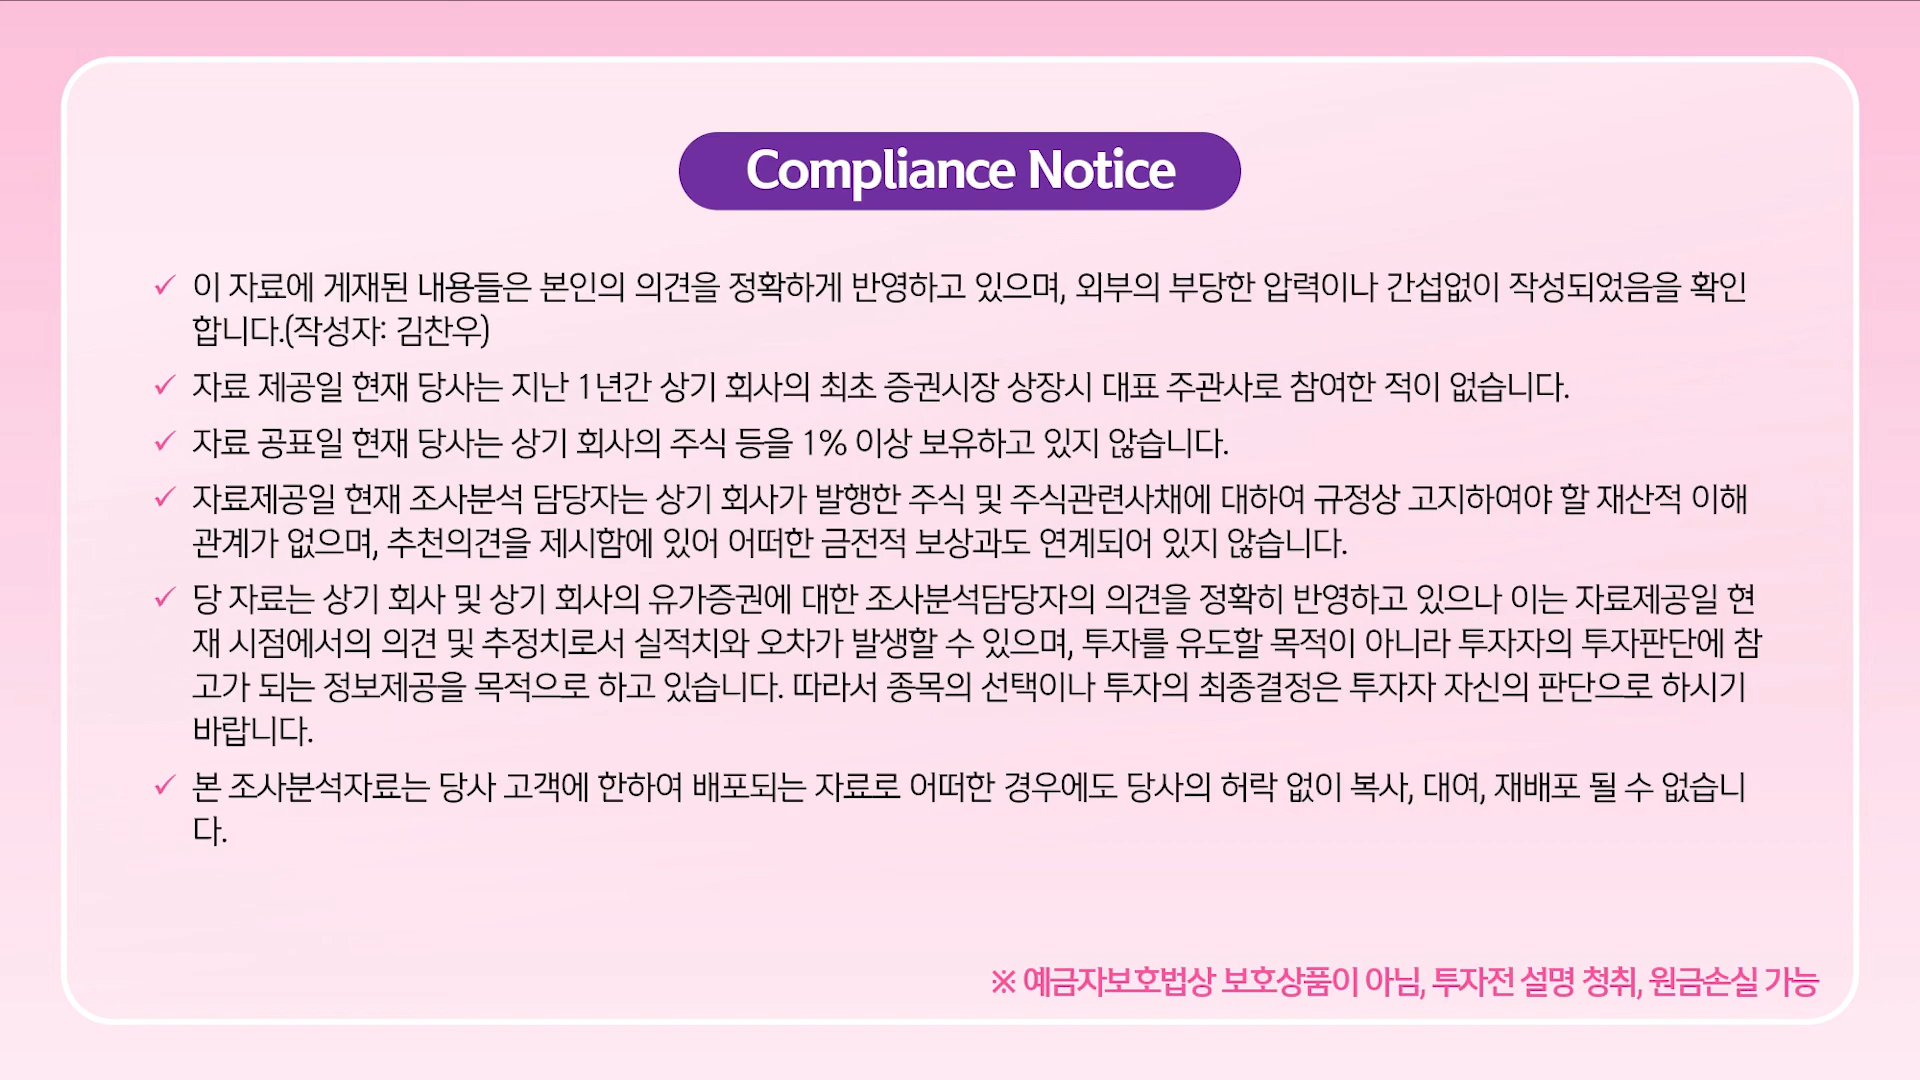 Compliance Notice
✓ 이 자료에 게재된 내용들은 본인의 의견을 정확하게 반영하고 있으며, 외부의 부당한 압력이나 간섭없이 작성되었음을 확인
합니다.(작성자: 김찬우)
✓ 자료 제공일 현재 당사는 지난 1년간 상기 회사의 최초 증권시장 상장시 대표 주관사로 참여한 적이 없습니다.
✓ 자료 공표일 현재 당사는 상기 회사의 주식 등을 1% 이상 보유하고 있지 않습니다.
✓ 자료제공일 현재 조사분석 담당자는 상기 회사가 발행한 주식 및 주식관련사채에 대하여 규정상 고지하여야 할 재산적 이해
관계가 없으며, 추천의견을 제시함에 있어 어떠한 금전적 보상과도 연계되어 있지 않습니다.
✓ 당 자료는 상기 회사 및 상기 회사의 유가증권에 대한 조사분석담당자의 의견을 정확히 반영하고 있으나 이는 자료제공일 현
재 시점에서의 의견 및 추정치로서 실적치와 오차가 발생할 수 있으며, 투자를 유도할 목적이 아니라 투자자의 투자판단에 참
고가 되는 정보제공을 목적으로 하고 있습니다. 따라서 종목의 선택이나 투자의 최종결정은 투자자 자신의 판단으로 하시기
바랍니다.
✓ 본 조사분석자료는 당사 고객에 한하여 배포되는 자료로 어떠한 경우에도 당사의 허락 없이 복사, 대여, 재배포 될 수 없습니
다.
※ 예금자보호법상 보호상품이 아님, 투자전 설명 청취, 원금손실 가능